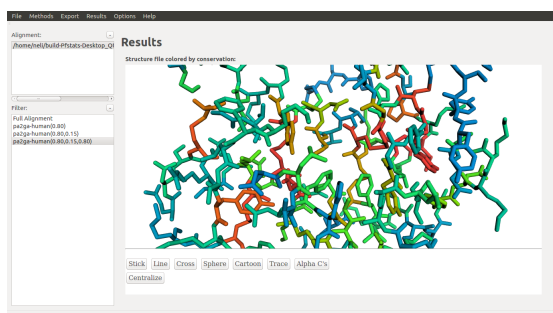 File Methods Export Results Options Help
Alignment:
/home/neli/build-Pfstats-Desktop_Qt
Filter:
Full Alignment
pa2ga-human(0.80)
pa2ga-human(0.80,0.15)
pa2ga-human(0.80,0.15,0.80)
Results
Structure file colored by conservation:
Stick Line Cross Sphere Cartoon Trace Alpha C's
Centralize